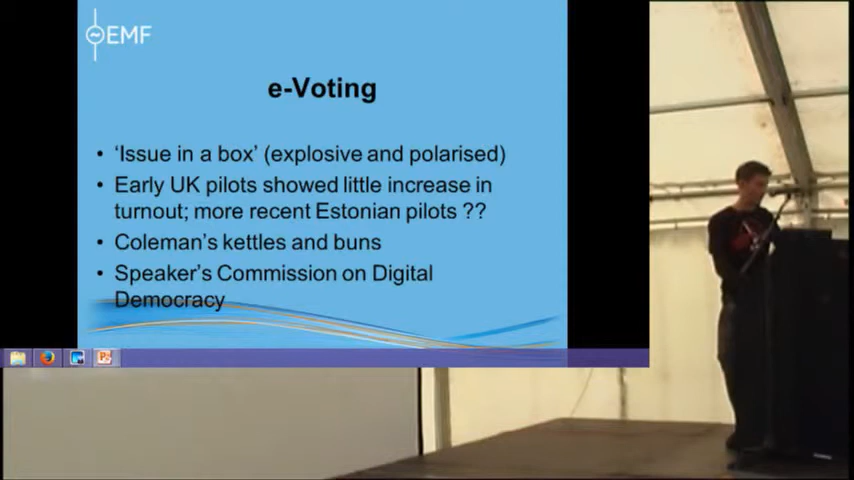 EMF
e-Voting
• ‘Issue in a box’ (explosive and polarised)
• Early UK pilots showed little increase in
turnout; more recent Estonian pilots ??
• Coleman’s kettles and buns
• Speaker’s Commission on Digital
Democracy